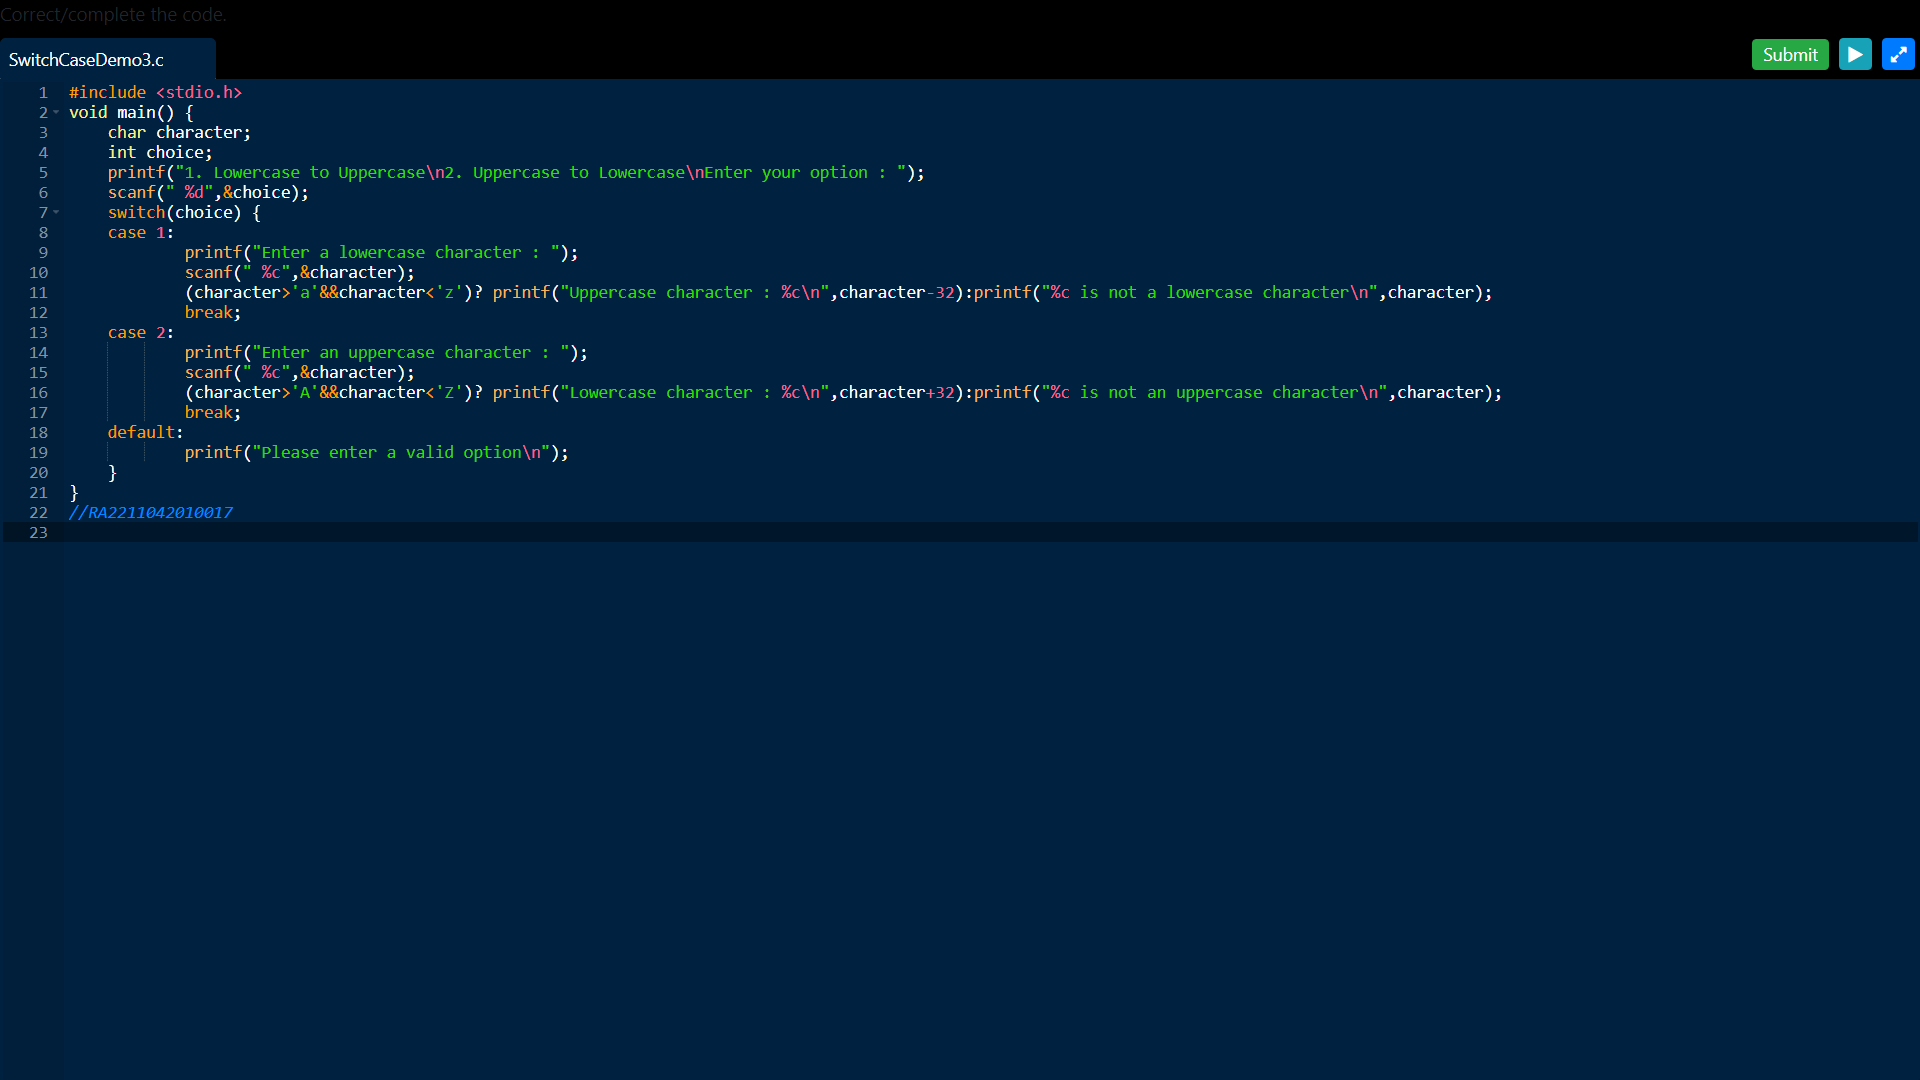 Correct/complete the code.
SwitchCaseDemo3.c
Submit
1 #include <stdio.h>
2 void main() {
3 char character;
4 int choice;
5 printf("1. Lowercase to Uppercase\n2. Uppercase to Lowercase\nEnter your option : ");
6 scanf(" %d",&choice);
7 switch(choice) {
8 case 1:
9 printf("Enter a lowercase character : ");
10 scanf(" %c",&character);
11 (character>'a'&&character<'z')? printf("Uppercase character : %c\n",character-32):printf("%c is not a lowercase character\n",character);
12 break;
13 case 2:
14 printf("Enter an uppercase character : ");
15 scanf(" %c",&character);
16 (character>'A'&&character<'Z')? printf("Lowercase character : %c\n",character+32):printf("%c is not an uppercase character\n",character);
17 break;
18 default:
19 printf("Please enter a valid option\n");
20 }
21 }
22 //RA2211042010017
23